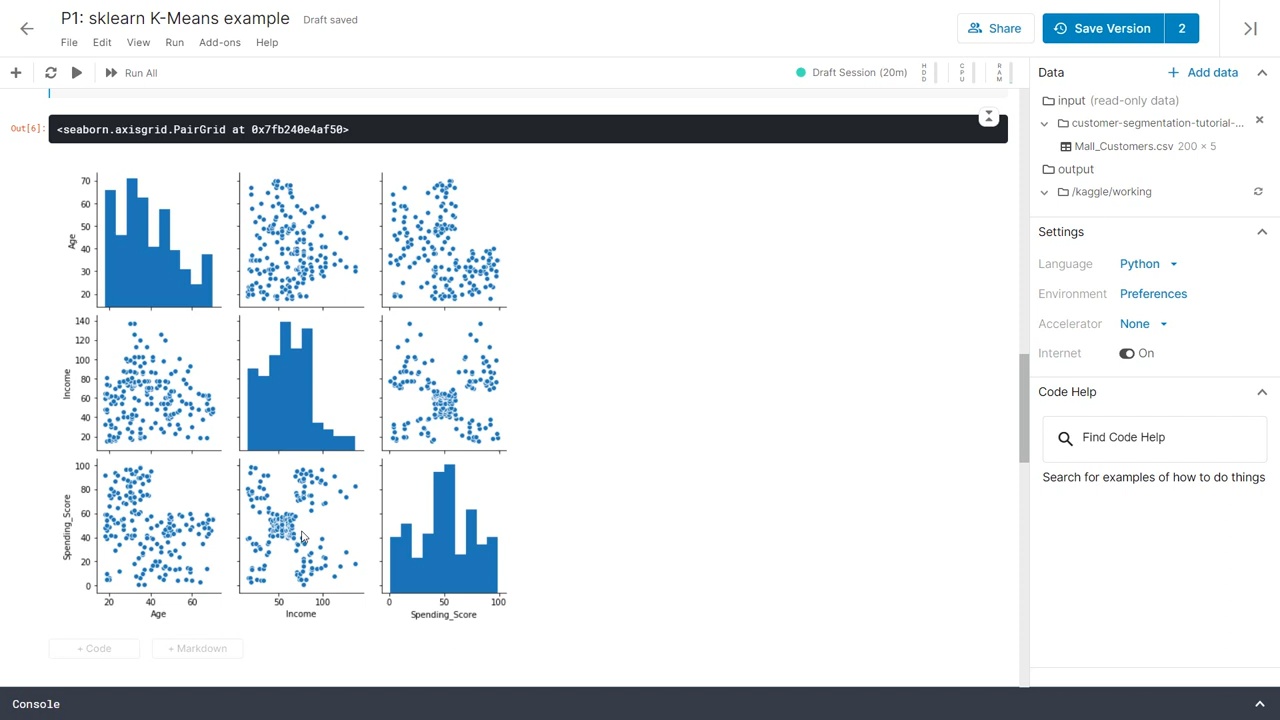 P1: sklearn K-Means example Draft saved
File Edit View Run Add-ons Help
Share
Save Version 2
Run All
Draft Session (20m)
HDD
CPU
RAM
Out[6]: <seaborn.axisgrid.PairGrid at 0x7fb240e4af50>
70
60
50
40
30
20
Age
140
120
100
80
60
40
20
Income
100
80
60
40
20
0
Spending_Score
20 40 60
Age
50 100
Income
0 50 100
Spending_Score
+ Code + Markdown
Data
+ Add data
input (read-only data)
customer-segmentation-tutorial-...
Mall_Customers.csv 200 × 5
output
/kaggle/working
Settings
Language Python
Environment Preferences
Accelerator None
Internet On
Code Help
Find Code Help
Search for examples of how to do things
Console